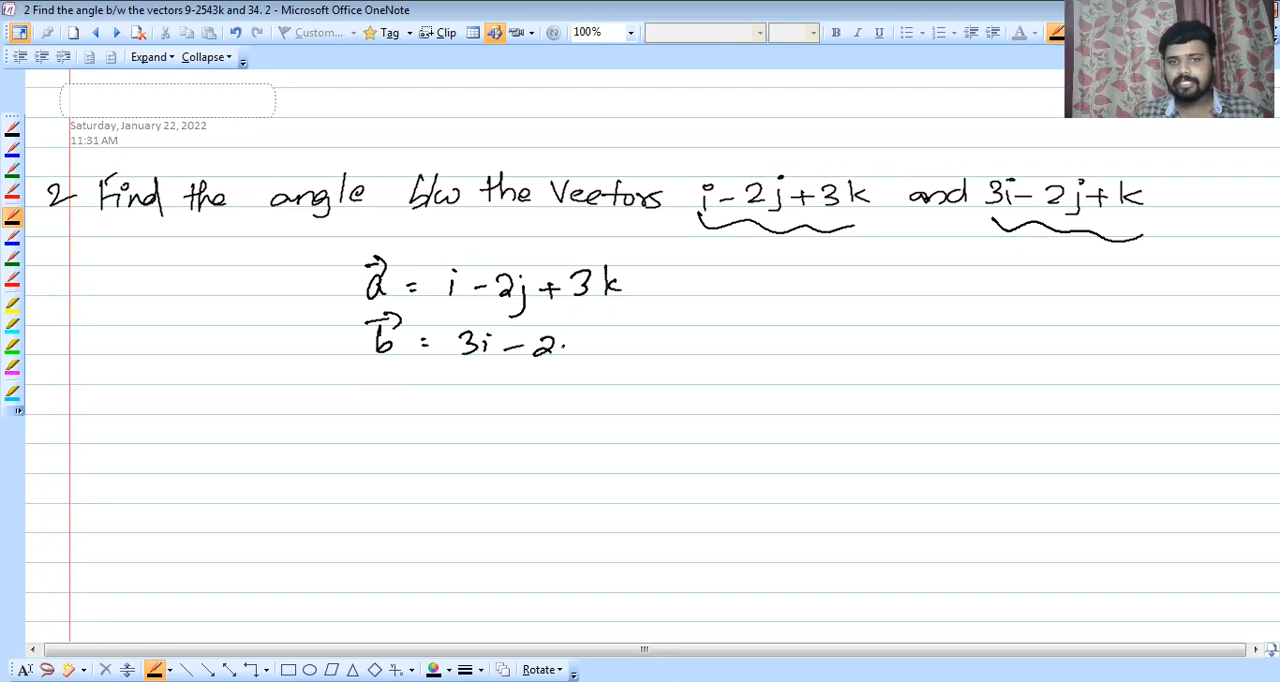 2 Find the angle b/w the vectors 9-2543k and 34. 2 - Microsoft Office OneNote
Custom... Tag Clip 100% B I U A
Expand Collapse
Saturday, January 22, 2022
11:31 AM
2 Find the angle b/w the Vectors i - 2j + 3k and 3i - 2j + k
a⃗ = i - 2j + 3k
b⃗ = 3i - 2
Rotate